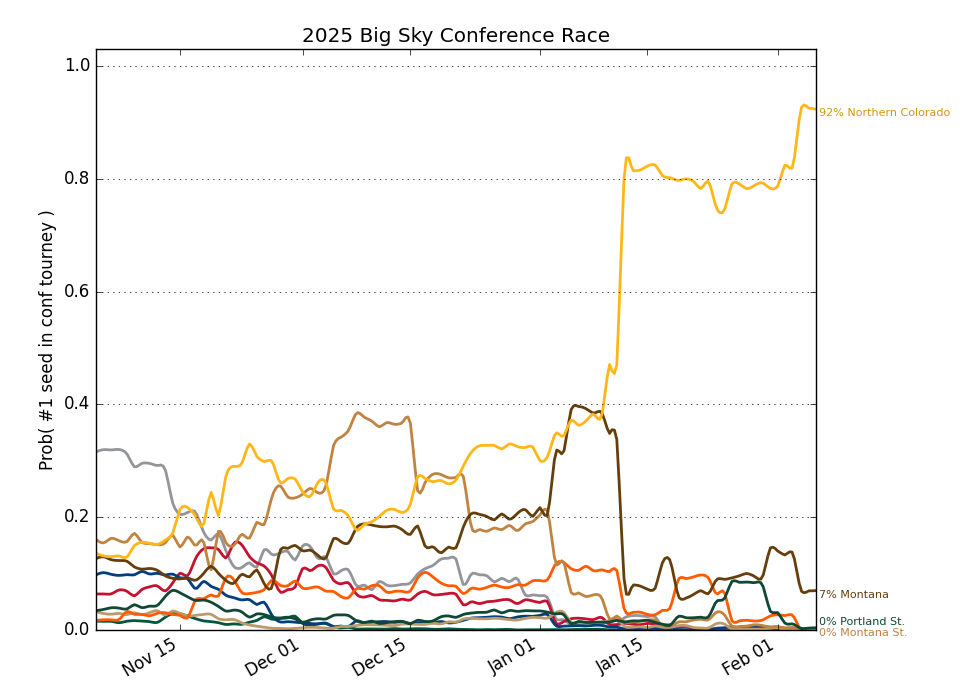 2025 Big Sky Conference Race
Prob( #1 seed in conf tourney )
1.0
0.8
0.6
0.4
0.2
0.0
Nov 15
Dec 01
Dec 15
Jan 01
Jan 15
Feb 01
92% Northern Colorado
7% Montana
0% Portland St.
0% Montana St.